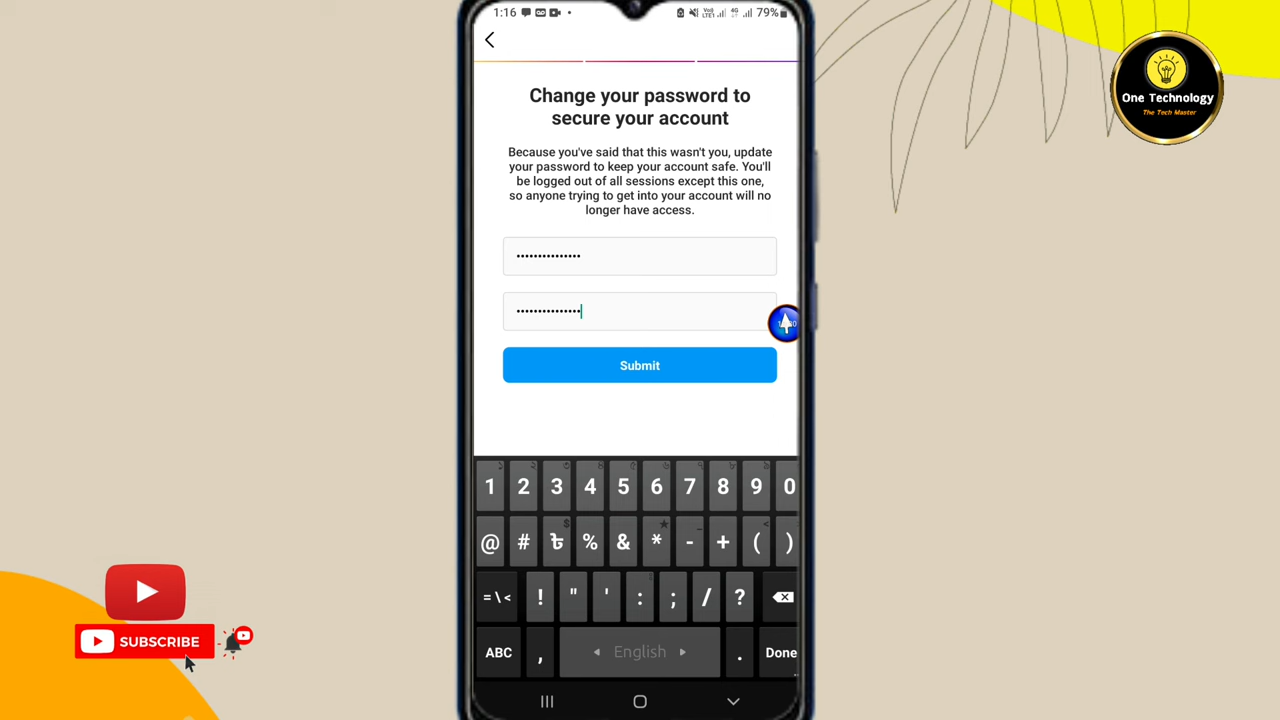 1:16
Voo
LTE1
4G
79%
One Technology
The Tech Master
Change your password to
secure your account
Because you've said that this wasn't you, update
your password to keep your account safe. You'll
be logged out of all sessions except this one,
so anyone trying to get into your account will no
longer have access.
•••••••••••••••
•••••••••••••••
Submit
1 2 3 4 5 6 7 8 9 0
@ # ৳ % & * - + ( )
= \ < ! " ' : ; / ?
ABC , English . Done
SUBSCRIBE